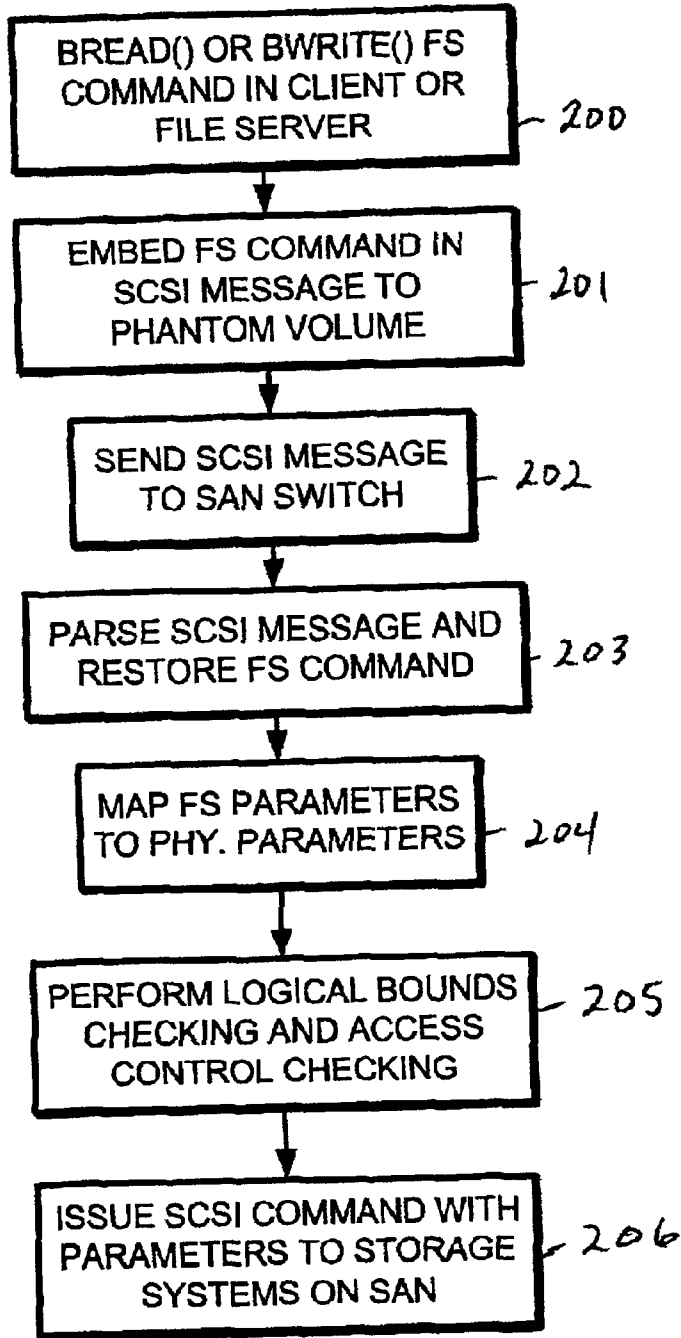 BREAD() OR BWRITE() FS
COMMAND IN CLIENT OR
FILE SERVER
200
EMBED FS COMMAND IN
SCSI MESSAGE TO
PHANTOM VOLUME
201
SEND SCSI MESSAGE
TO SAN SWITCH
202
PARSE SCSI MESSAGE AND
RESTORE FS COMMAND
203
MAP FS PARAMETERS
TO PHY. PARAMETERS
204
PERFORM LOGICAL BOUNDS
CHECKING AND ACCESS
CONTROL CHECKING
205
ISSUE SCSI COMMAND WITH
PARAMETERS TO STORAGE
SYSTEMS ON SAN
206